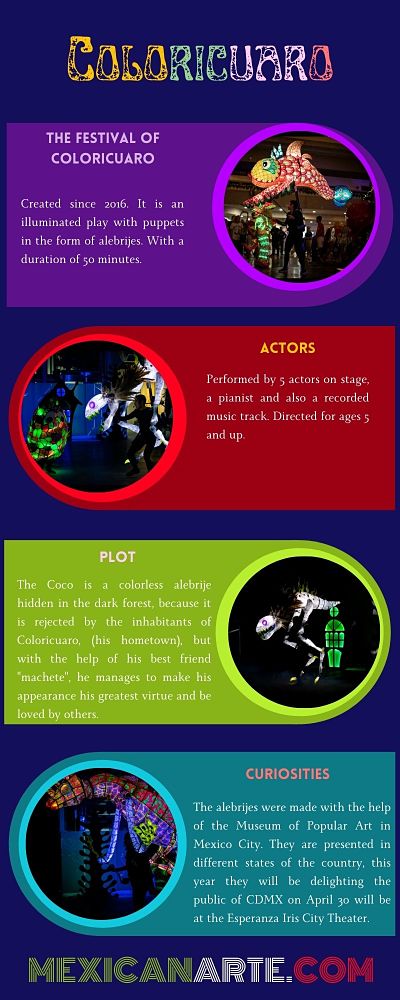 COLORICUARO
THE FESTIVAL OF
COLORICUARO
Created since 2016. It is an
illuminated play with puppets
in the form of alebrijes. With a
duration of 50 minutes.
ACTORS
Performed by 5 actors on stage,
a pianist and also a recorded
music track. Directed for ages 5
and up.
PLOT
The Coco is a colorless alebrije
hidden in the dark forest, because it
is rejected by the inhabitants of
Coloricuaro, (his hometown), but
with the help of his best friend
"machete", he manages to make his
appearance his greatest virtue and be
loved by others.
CURIOSITIES
The alebrijes were made with the help
of the Museum of Popular Art in
Mexico City. They are presented in
different states of the country, this
year they will be delighting the
public of CDMX on April 30 will be
at the Esperanza Iris City Theater.
MEXICANARTE.COM